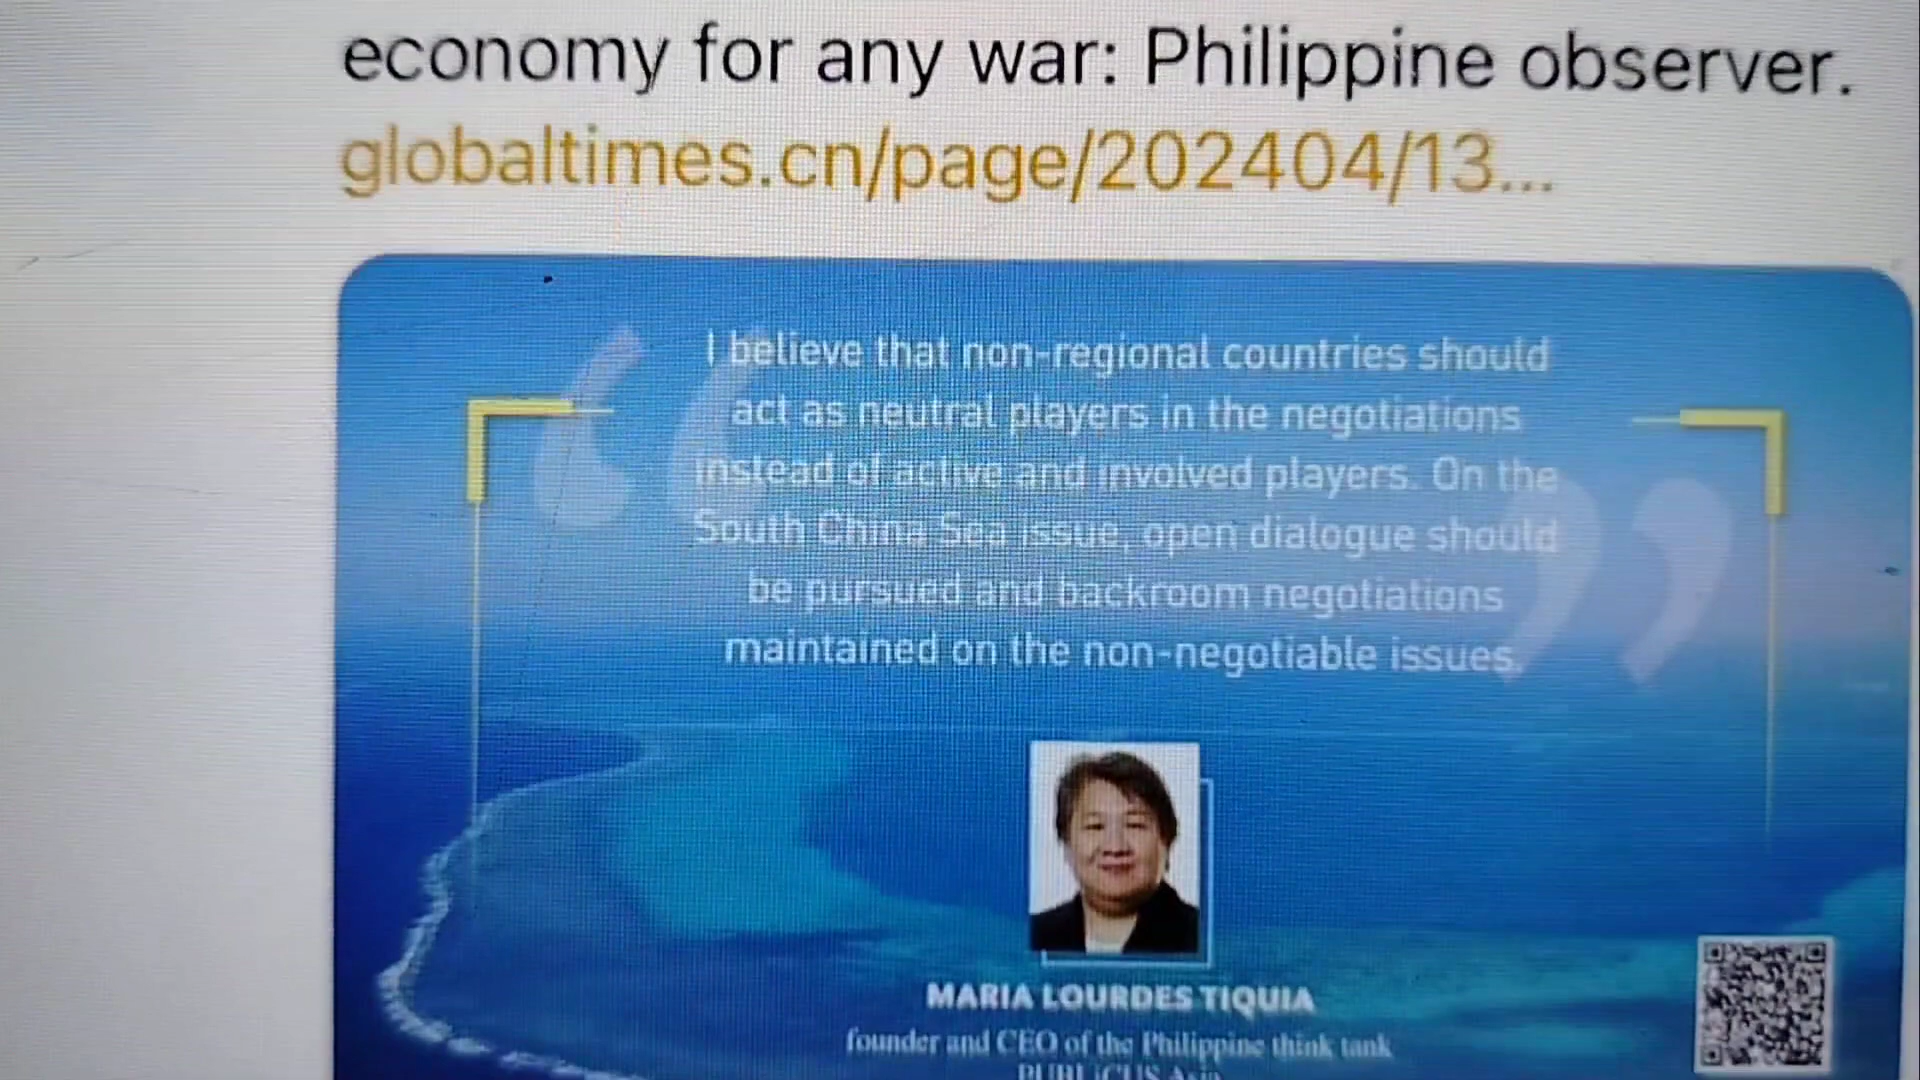 economy for any war: Philippine observer.
globaltimes.cn/page/202404/13...
I believe that non-regional countries should
act as neutral players in the negotiations
instead of active and involved players. On the
South China Sea issue, open dialogue should
be pursued and backroom negotiations
maintained on the non-negotiable issues.
MARIA LOURDES TIQUIA
founder and CEO of the Philippine think tank
PUBLiCUS Asia